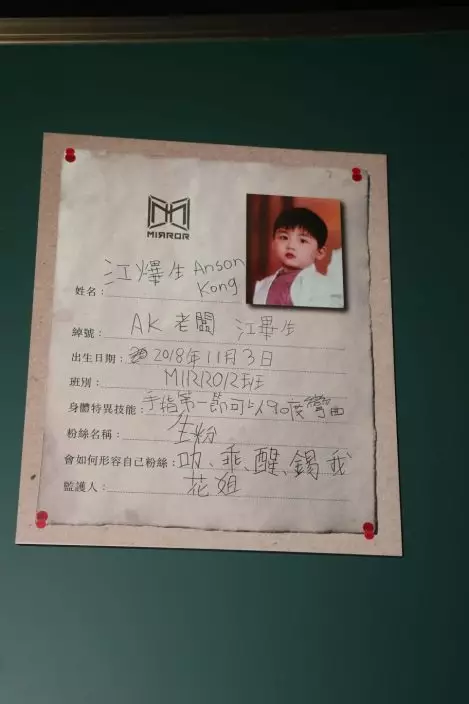 MIRROR
姓名：江𤒹生 Anson Kong
綽號：AK 老闆 江畢生
出生日期：2018年11月3日
班別：MIRROR班
身體特異技能：手指第一節可以90度彎曲
粉絲名稱：生粉
會如何形容自己粉絲：叻、乖、醒、錫我
監護人：花姐